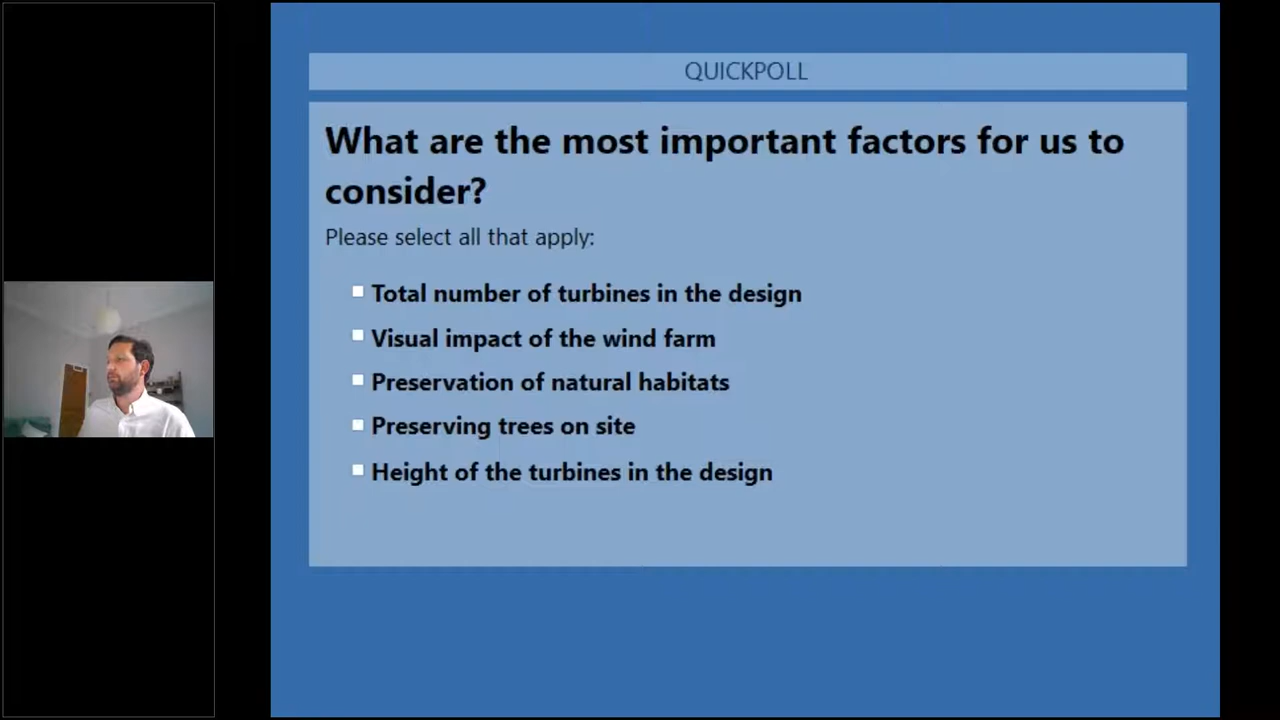 QUICKPOLL
What are the most important factors for us to
consider?
Please select all that apply:
Total number of turbines in the design
Visual impact of the wind farm
Preservation of natural habitats
Preserving trees on site
Height of the turbines in the design